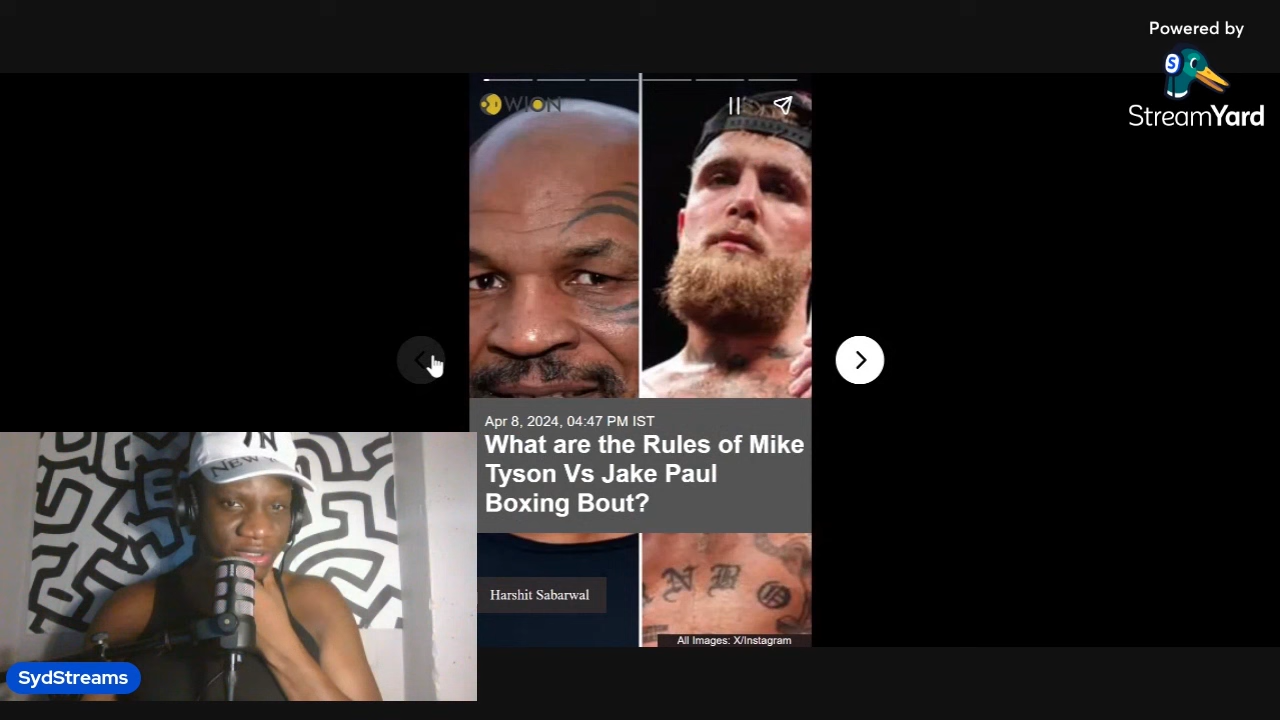 Powered by
StreamYard
WION
Apr 8, 2024, 04:47 PM IST
What are the Rules of Mike
Tyson Vs Jake Paul
Boxing Bout?
Harshit Sabarwal
All Images: X/Instagram
SydStreams